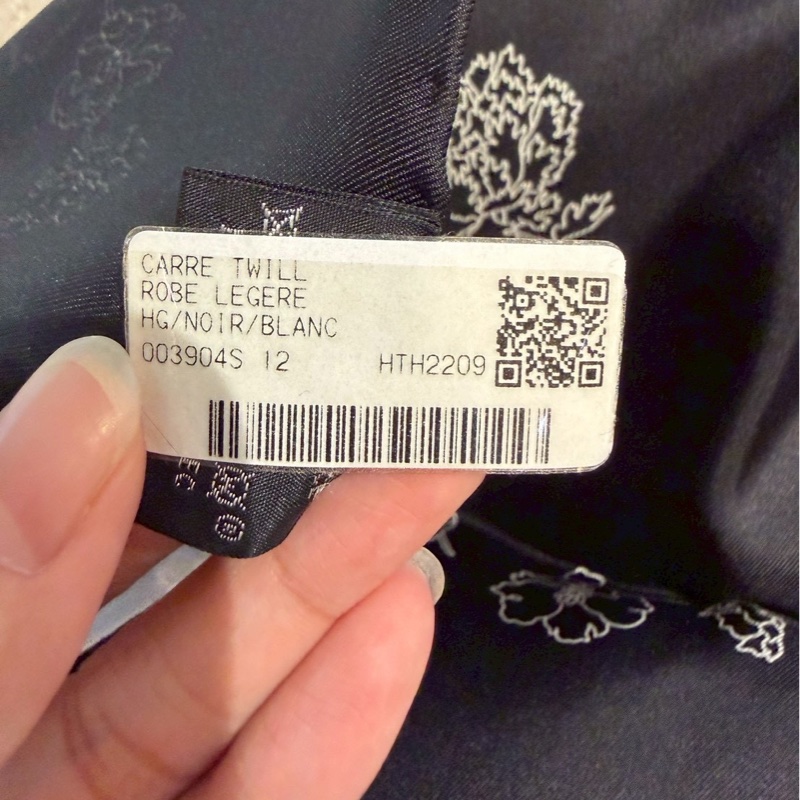 CARRE TWILL
ROBE LEGERE
HG/NOIR/BLANC
003904S 12 HTH2209